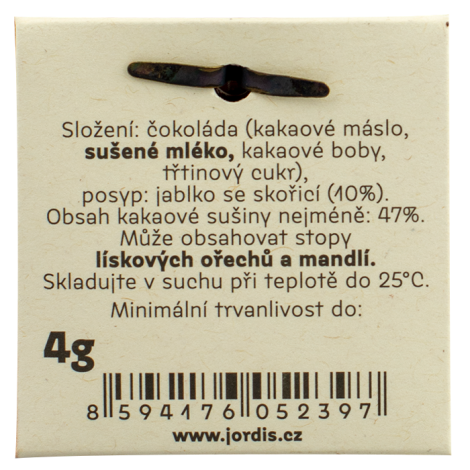 Složení: čokoláda (kakaové máslo,
sušené mléko, kakaové boby,
třtinový cukr),
posyp: jablko se skořicí (10%).
Obsah kakaové sušiny nejméně: 47%.
Může obsahovat stopy
lískových ořechů a mandlí.
Skladujte v suchu při teplotě do 25°C.
Minimální trvanlivost do:
4g
8 594176 052397
www.jordis.cz